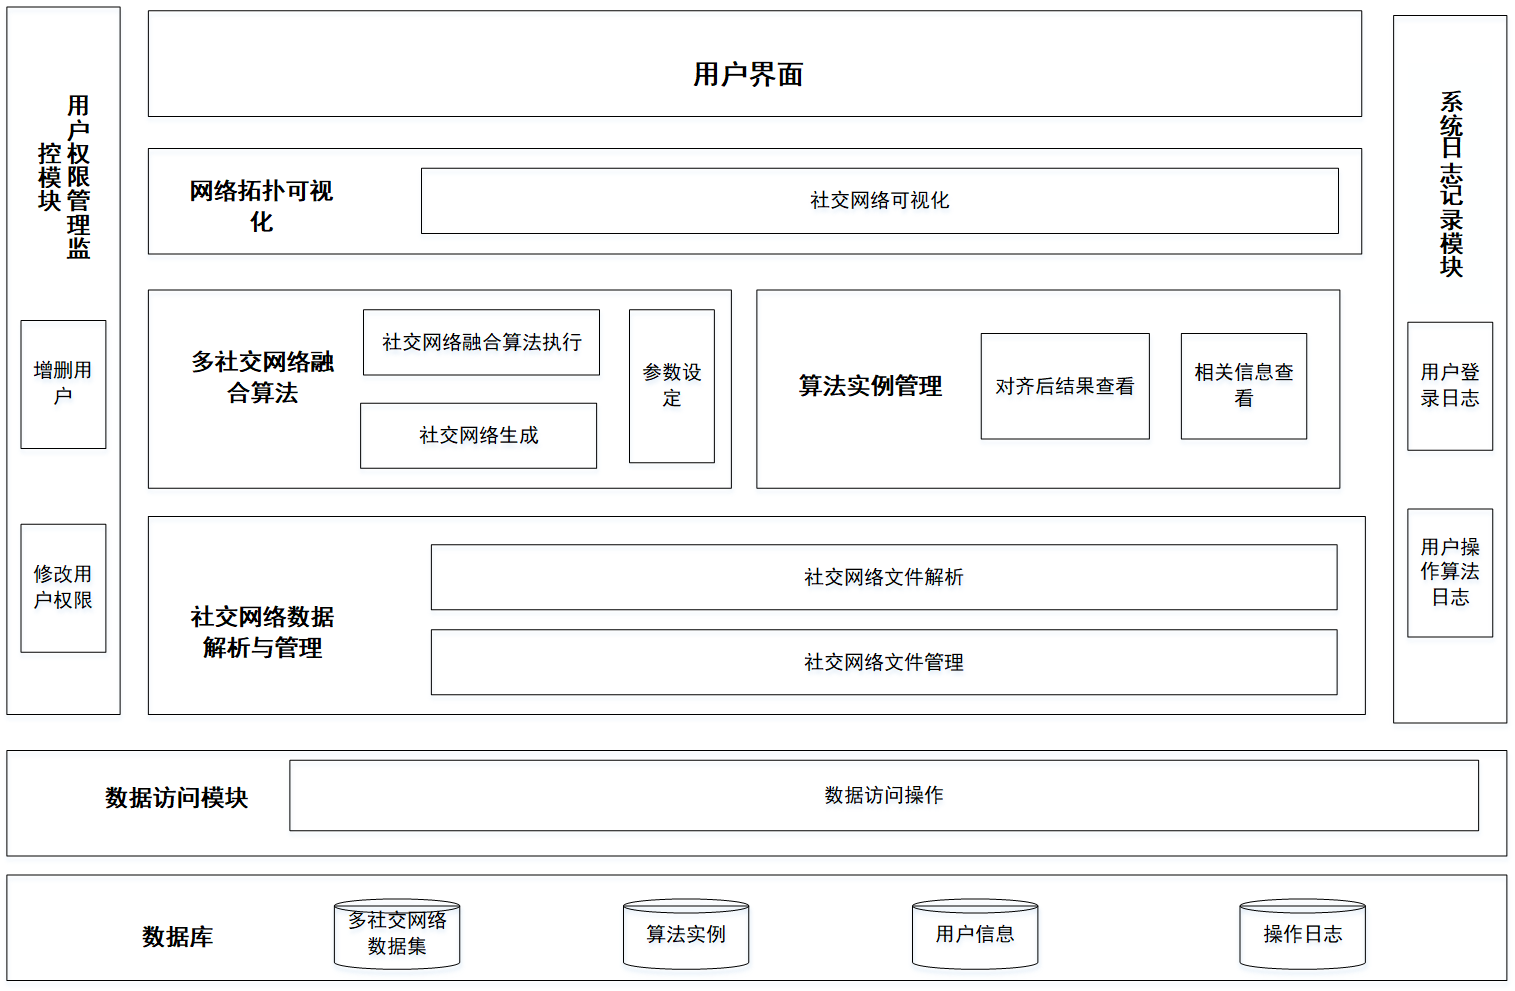 用户权限管理监
控模块
增删用
户
修改用
户权限
用户界面
网络拓扑可视
化
社交网络可视化
多社交网络融
合算法
社交网络融合算法执行
社交网络生成
参数设
定
算法实例管理
对齐后结果查看
相关信息查
看
社交网络数据
解析与管理
社交网络文件解析
社交网络文件管理
系统日志记录模块
用户登
录日志
用户操
作算法
日志
数据访问模块
数据访问操作
数据库
多社交网络
数据集
算法实例
用户信息
操作日志